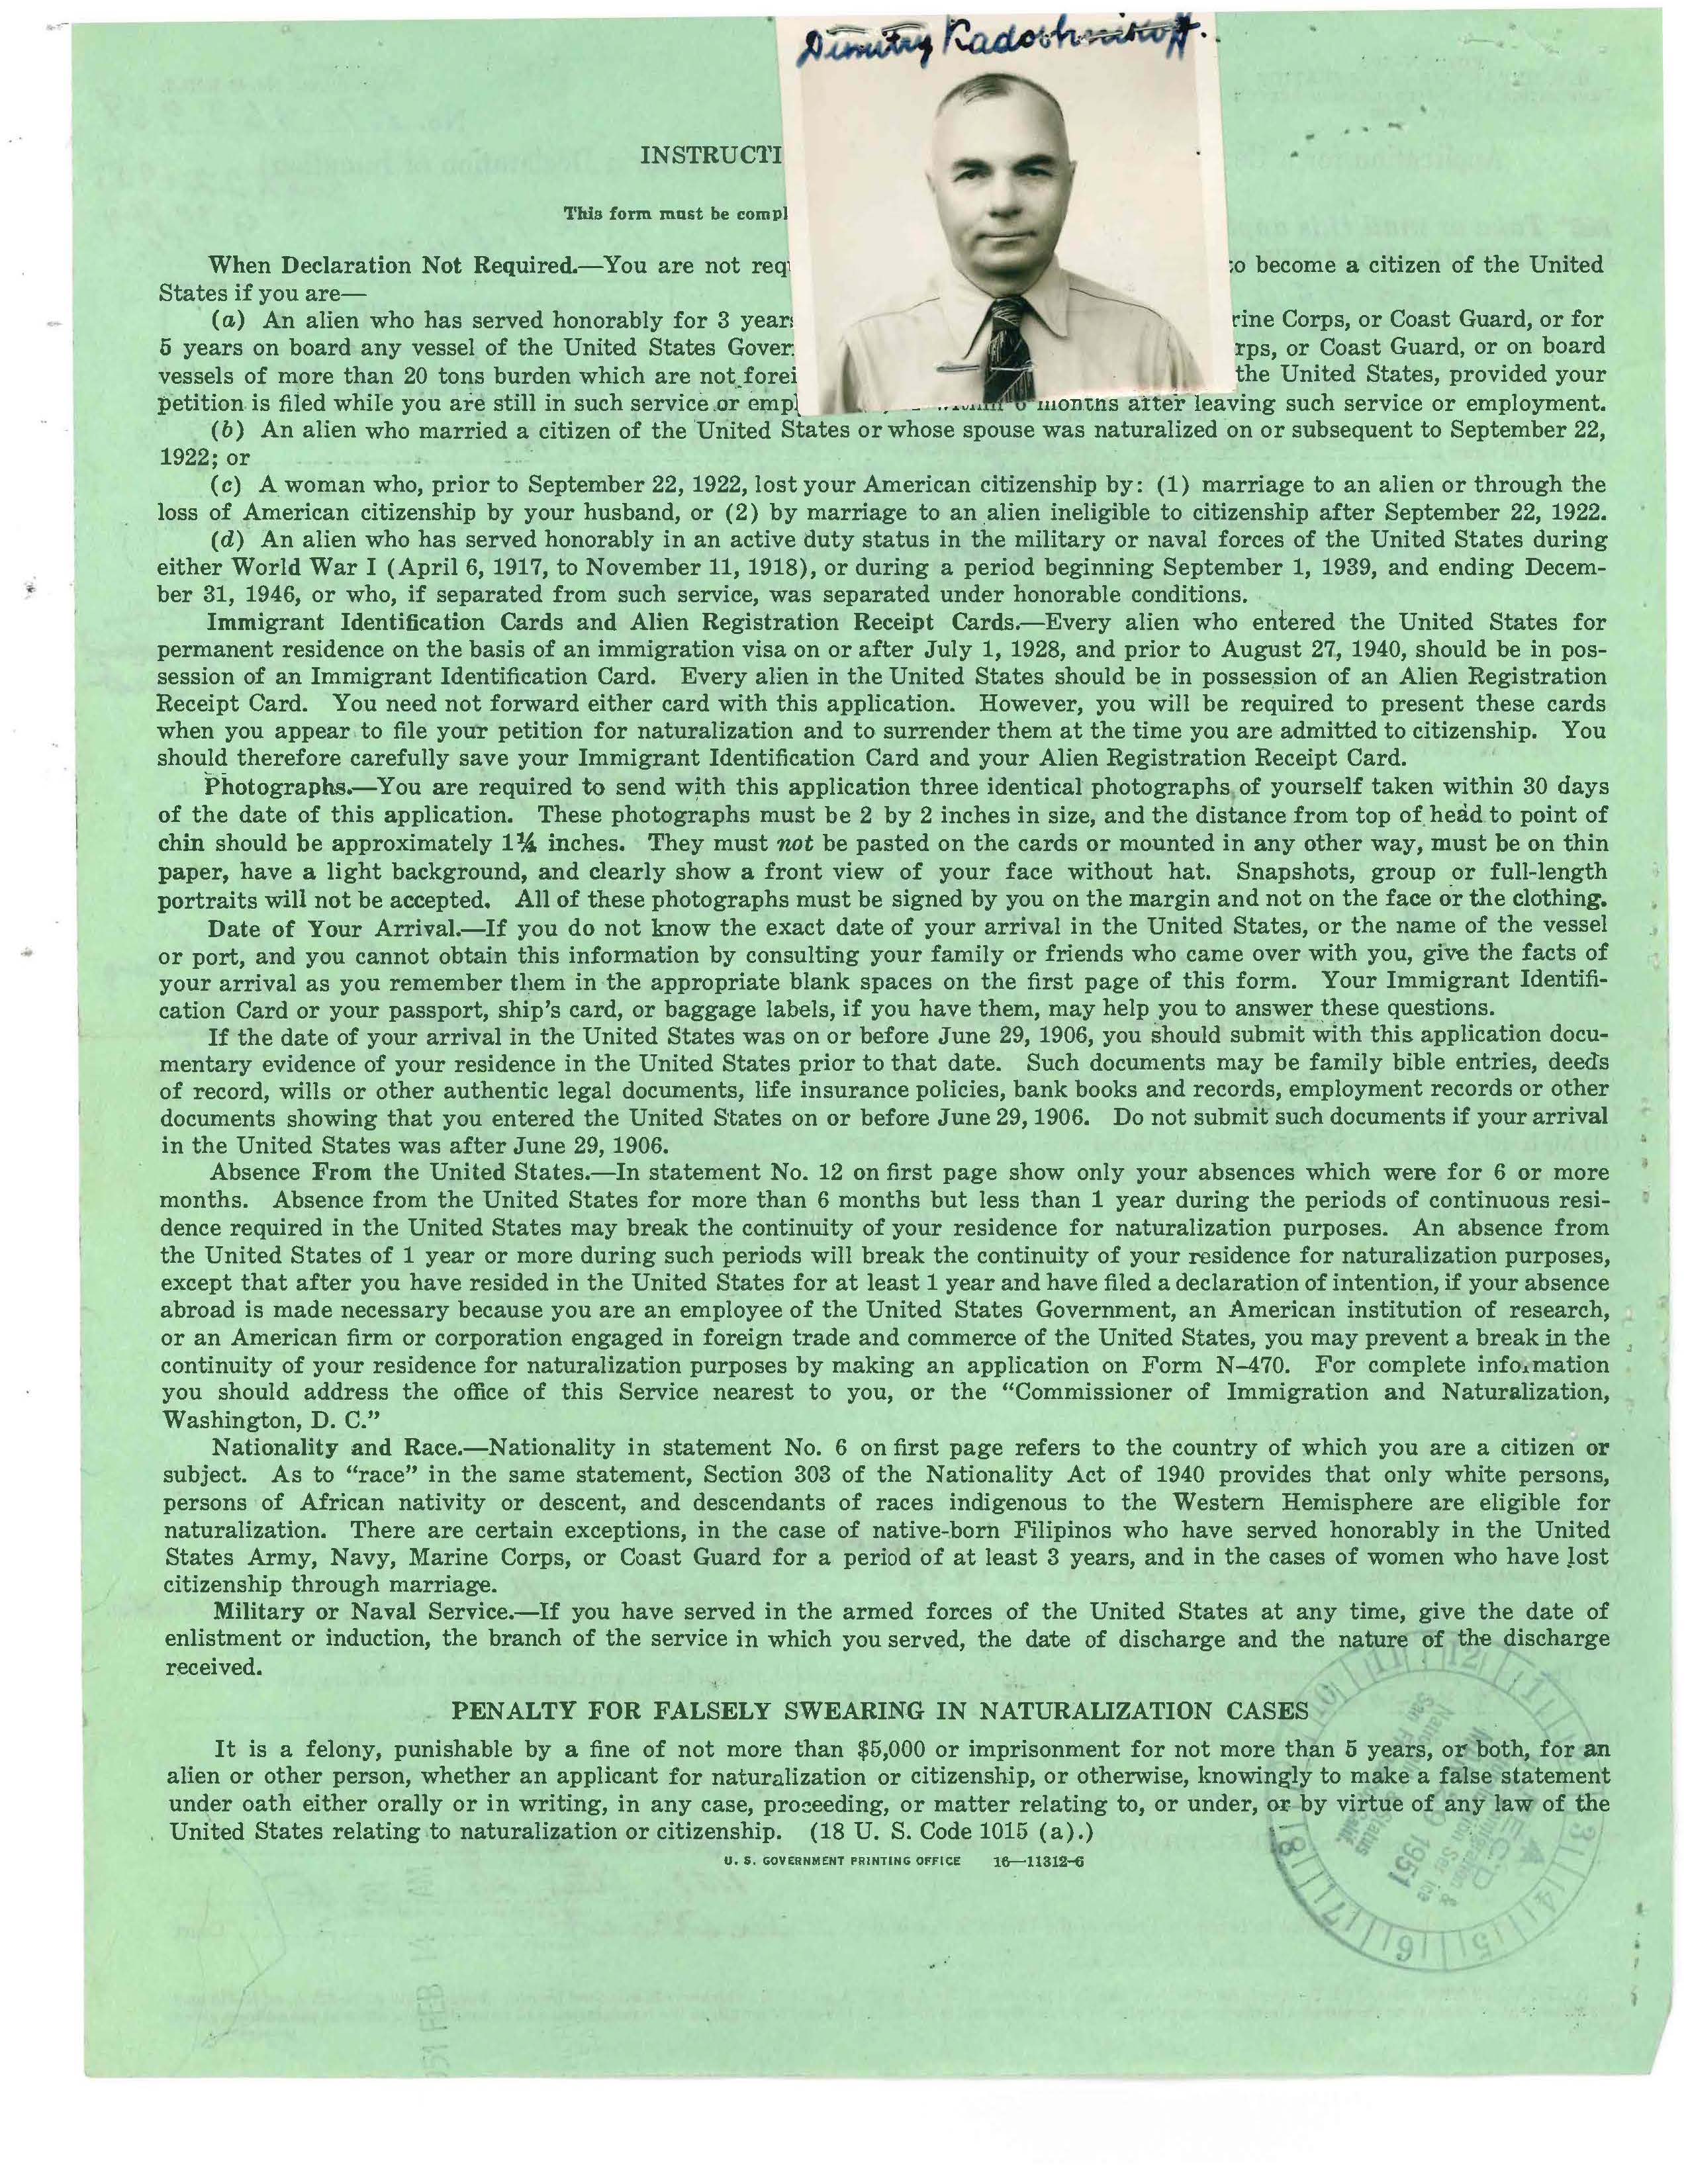 Dimitry Kadoshnikoff.
INSTRUCTI
This form must be compl
When Declaration Not Required.—You are not req
to become a citizen of the United
States if you are—
(a) An alien who has served honorably for 3 years
rine Corps, or Coast Guard, or for
5 years on board any vessel of the United States Gover
rps, or Coast Guard, or on board
vessels of more than 20 tons burden which are not forei
the United States, provided your
petition is filed while you are still in such service or empl
within 6 months after leaving such service or employment.
(b) An alien who married a citizen of the United States or whose spouse was naturalized on or subsequent to September 22,
1922; or
(c) A woman who, prior to September 22, 1922, lost your American citizenship by: (1) marriage to an alien or through the
loss of American citizenship by your husband, or (2) by marriage to an alien ineligible to citizenship after September 22, 1922.
(d) An alien who has served honorably in an active duty status in the military or naval forces of the United States during
either World War I (April 6, 1917, to November 11, 1918), or during a period beginning September 1, 1939, and ending Decem-
ber 31, 1946, or who, if separated from such service, was separated under honorable conditions.
Immigrant Identification Cards and Alien Registration Receipt Cards.—Every alien who entered the United States for
permanent residence on the basis of an immigration visa on or after July 1, 1928, and prior to August 27, 1940, should be in pos-
session of an Immigrant Identification Card. Every alien in the United States should be in possession of an Alien Registration
Receipt Card. You need not forward either card with this application. However, you will be required to present these cards
when you appear to file your petition for naturalization and to surrender them at the time you are admitted to citizenship. You
should therefore carefully save your Immigrant Identification Card and your Alien Registration Receipt Card.
Photographs.—You are required to send with this application three identical photographs of yourself taken within 30 days
of the date of this application. These photographs must be 2 by 2 inches in size, and the distance from top of head to point of
chin should be approximately 1¼ inches. They must not be pasted on the cards or mounted in any other way, must be on thin
paper, have a light background, and clearly show a front view of your face without hat. Snapshots, group or full-length
portraits will not be accepted. All of these photographs must be signed by you on the margin and not on the face or the clothing.
Date of Your Arrival.—If you do not know the exact date of your arrival in the United States, or the name of the vessel
or port, and you cannot obtain this information by consulting your family or friends who came over with you, give the facts of
your arrival as you remember them in the appropriate blank spaces on the first page of this form. Your Immigrant Identifi-
cation Card or your passport, ship's card, or baggage labels, if you have them, may help you to answer these questions.
If the date of your arrival in the United States was on or before June 29, 1906, you should submit with this application docu-
mentary evidence of your residence in the United States prior to that date. Such documents may be family bible entries, deeds
of record, wills or other authentic legal documents, life insurance policies, bank books and records, employment records or other
documents showing that you entered the United States on or before June 29, 1906. Do not submit such documents if your arrival
in the United States was after June 29, 1906.
Absence From the United States.—In statement No. 12 on first page show only your absences which were for 6 or more
months. Absence from the United States for more than 6 months but less than 1 year during the periods of continuous resi-
dence required in the United States may break the continuity of your residence for naturalization purposes. An absence from
the United States of 1 year or more during such periods will break the continuity of your residence for naturalization purposes,
except that after you have resided in the United States for at least 1 year and have filed a declaration of intention, if your absence
abroad is made necessary because you are an employee of the United States Government, an American institution of research,
or an American firm or corporation engaged in foreign trade and commerce of the United States, you may prevent a break in the
continuity of your residence for naturalization purposes by making an application on Form N–470. For complete information
you should address the office of this Service nearest to you, or the “Commissioner of Immigration and Naturalization,
Washington, D. C.”
Nationality and Race.—Nationality in statement No. 6 on first page refers to the country of which you are a citizen or
subject. As to “race” in the same statement, Section 303 of the Nationality Act of 1940 provides that only white persons,
persons of African nativity or descent, and descendants of races indigenous to the Western Hemisphere are eligible for
naturalization. There are certain exceptions, in the case of native-born Filipinos who have served honorably in the United
States Army, Navy, Marine Corps, or Coast Guard for a period of at least 3 years, and in the cases of women who have lost
citizenship through marriage.
Military or Naval Service.—If you have served in the armed forces of the United States at any time, give the date of
enlistment or induction, the branch of the service in which you served, the date of discharge and the nature of the discharge
received.
PENALTY FOR FALSELY SWEARING IN NATURALIZATION CASES
It is a felony, punishable by a fine of not more than $5,000 or imprisonment for not more than 5 years, or both, for an
alien or other person, whether an applicant for naturalization or citizenship, or otherwise, knowingly to make a false statement
under oath either orally or in writing, in any case, proceeding, or matter relating to, or under, or by virtue of any law of the
United States relating to naturalization or citizenship. (18 U. S. Code 1015 (a).)
U. S. GOVERNMENT PRINTING OFFICE 16—11312-6
REC'D
1951